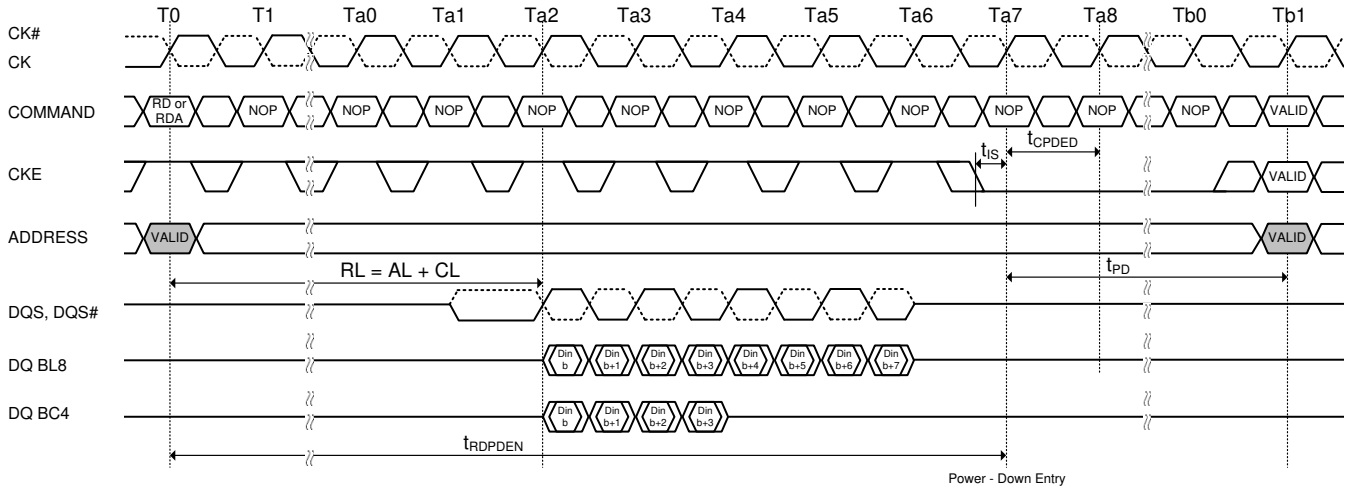 T0 T1 Ta0 Ta1 Ta2 Ta3 Ta4 Ta5 Ta6 Ta7 Ta8 Tb0 Tb1
CK#
CK
COMMAND RD or RDA NOP NOP NOP NOP NOP NOP NOP NOP NOP NOP NOP VALID
tIS tCPDED
CKE VALID
ADDRESS VALID VALID
RL = AL + CL tPD
DQS, DQS#
DQ BL8 Din b Din b+1 Din b+2 Din b+3 Din b+4 Din b+5 Din b+6 Din b+7
DQ BC4 Din b Din b+1 Din b+2 Din b+3
tRDPDEN
Power - Down Entry